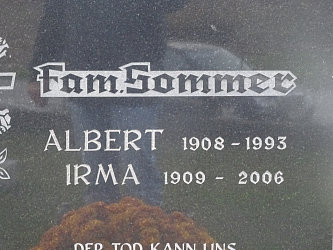 Fam. Sommer
ALBERT 1908 - 1993
IRMA 1909 - 2006
DER TOD KANN UNS